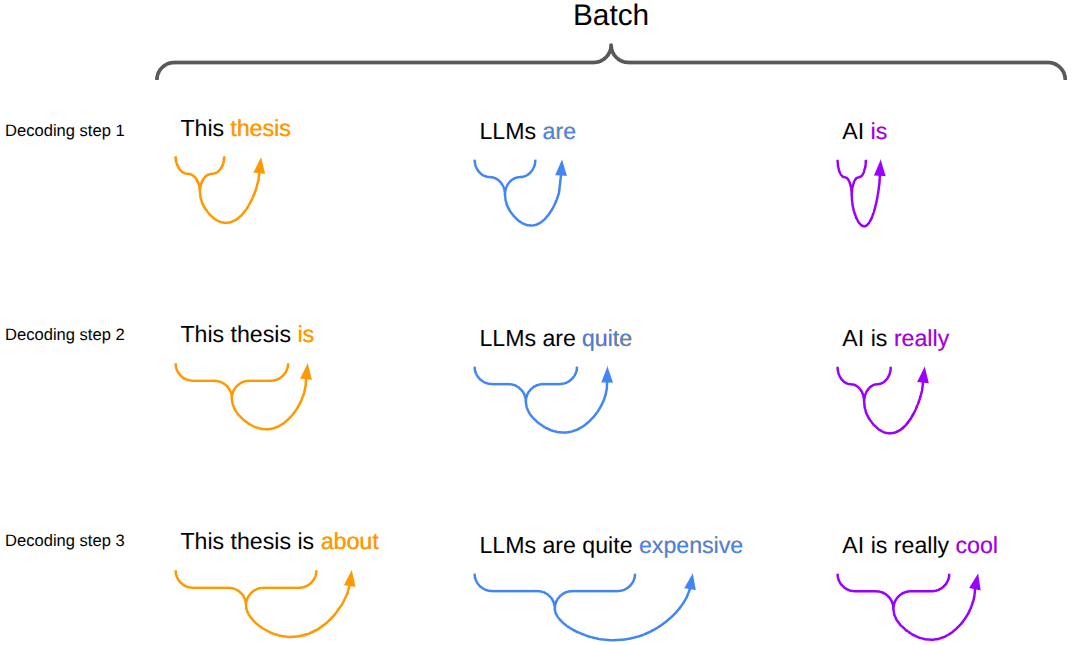 Batch
Decoding step 1
This thesis
LLMs are
AI is
Decoding step 2
This thesis is
LLMs are quite
AI is really
Decoding step 3
This thesis is about
LLMs are quite expensive
AI is really cool